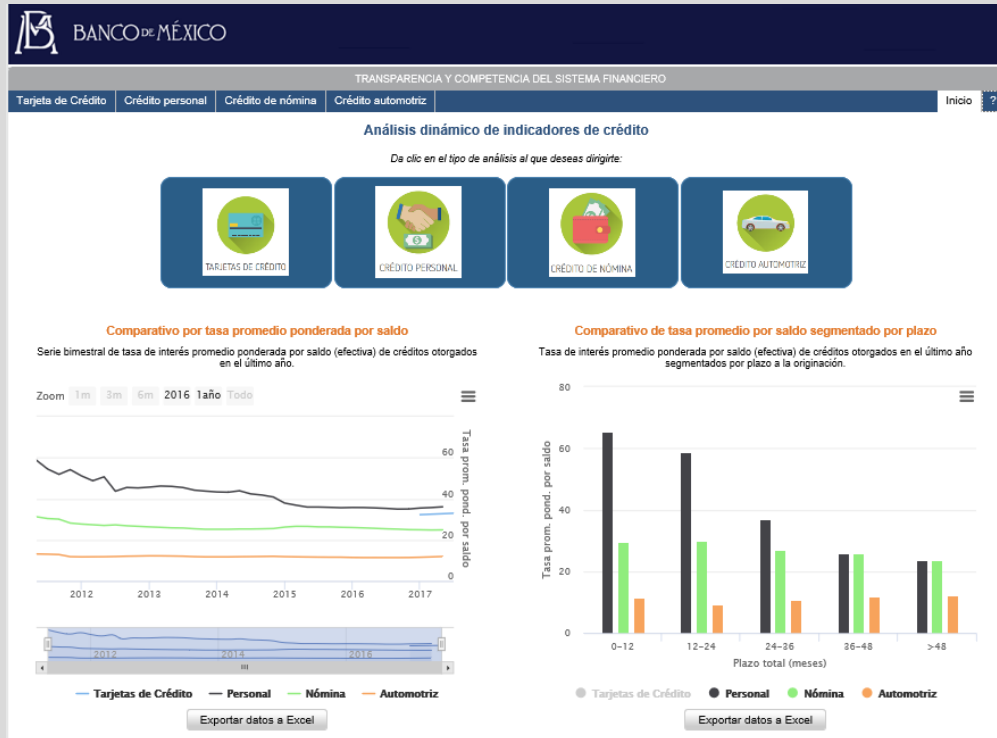 BANCO DE MÉXICO
TRANSPARENCIA Y COMPETENCIA DEL SISTEMA FINANCIERO
Tarjeta de Crédito Crédito personal Crédito de nómina Crédito automotriz Inicio ?
Análisis dinámico de indicadores de crédito
Da clic en el tipo de análisis al que deseas dirigirte:
TARJETAS DE CRÉDITO CRÉDITO PERSONAL CRÉDITO DE NÓMINA CRÉDITO AUTOMOTRIZ
Comparativo por tasa promedio ponderada por saldo
Serie bimestral de tasa de interés promedio ponderada por saldo (efectiva) de créditos otorgados
en el último año.
Zoom 1m 3m 6m 2016 1año Todo
60
40
20
0
Tasa prom. pond. por saldo
2012 2013 2014 2015 2016 2017
2012 2014 2016
Tarjetas de Crédito Personal Nómina Automotriz
Exportar datos a Excel
Comparativo de tasa promedio por saldo segmentado por plazo
Tasa de interés promedio ponderada por saldo (efectiva) de créditos otorgados en el último año
segmentados por plazo a la originación.
80
60
40
20
0
Tasa prom. pond. por saldo
0-12 12-24 24-36 36-48 >48
Plazo total (meses)
Tarjetas de Crédito Personal Nómina Automotriz
Exportar datos a Excel